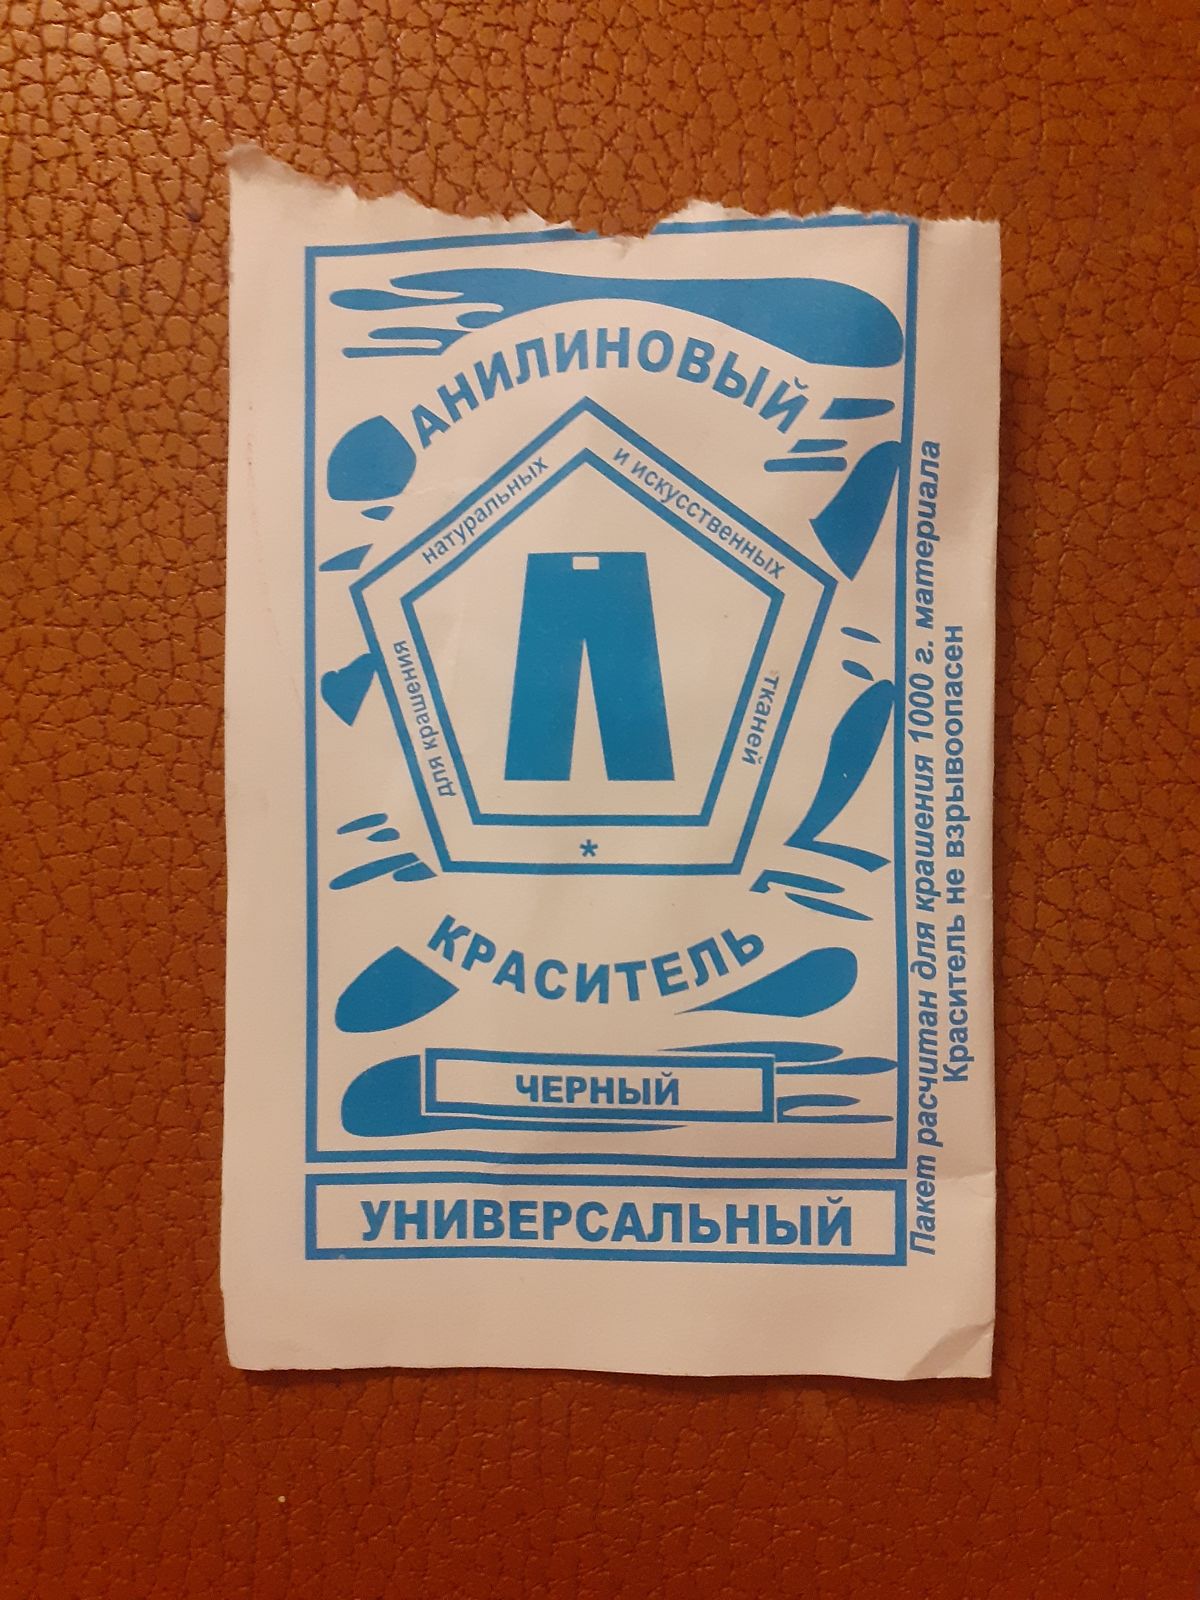 АНИЛИНОВЫЙ
для крашения натуральных и искусственных тканей
*
КРАСИТЕЛЬ
ЧЕРНЫЙ
УНИВЕРСАЛЬНЫЙ
Пакет расчитан для крашения 1000 г. материала
Краситель не взрывоопасен